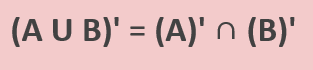 (A U B)' = (A)' ∩ (B)'